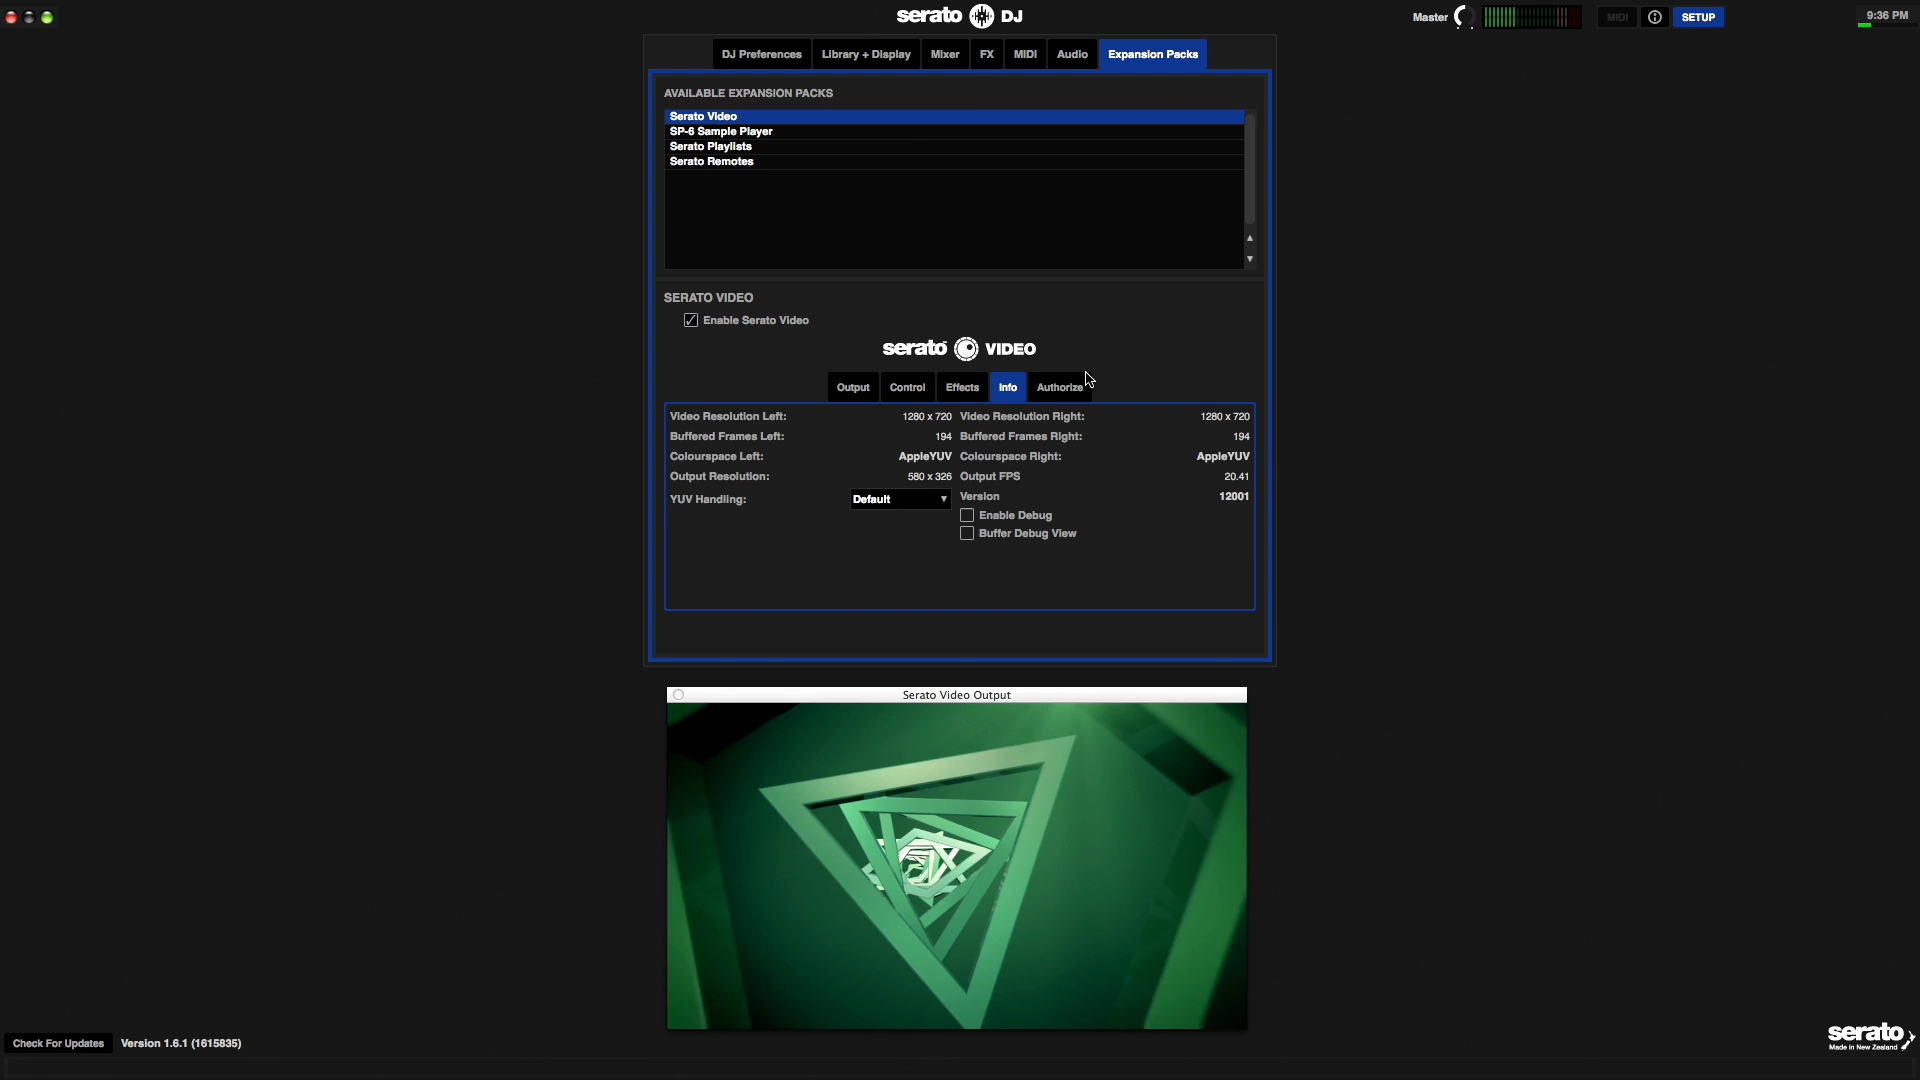 serato DJ
Master
MIDI
SETUP
9:36 PM
DJ Preferences
Library + Display
Mixer
FX
MIDI
Audio
Expansion Packs
AVAILABLE EXPANSION PACKS
Serato Video
SP-6 Sample Player
Serato Playlists
Serato Remotes
SERATO VIDEO
Enable Serato Video
serato VIDEO
Output
Control
Effects
Info
Authorize
Video Resolution Left: 1280 x 720 Video Resolution Right: 1280 x 720
Buffered Frames Left: 194 Buffered Frames Right: 194
Colourspace Left: AppleYUV Colourspace Right: AppleYUV
Output Resolution: 580 x 326 Output FPS 20.41
YUV Handling: Default Version 12001
Enable Debug
Buffer Debug View
Serato Video Output
Check For Updates
Version 1.6.1 (1615835)
serato
Made in New Zealand